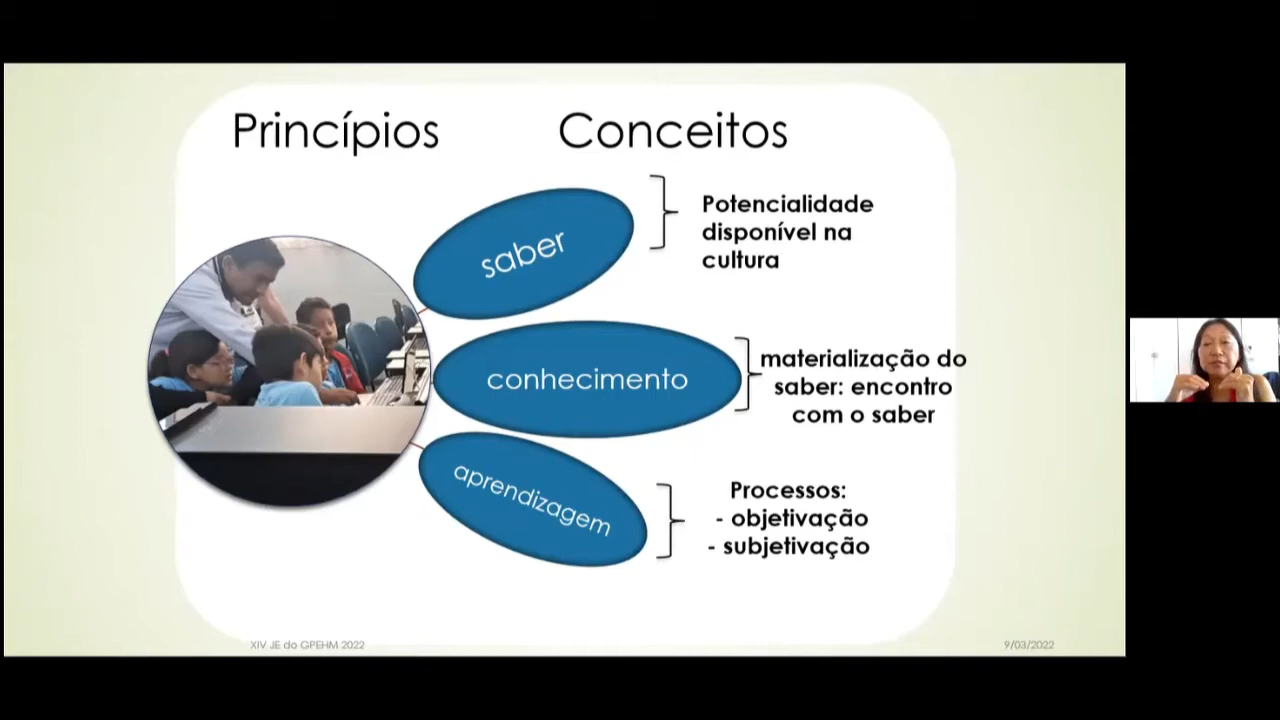 Princípios
Conceitos
saber
Potencialidade
disponível na
cultura
conhecimento
materialização do
saber: encontro
com o saber
aprendizagem
Processos:
- objetivação
- subjetivação
XIV JE do GPEHM 2022
9/03/2022